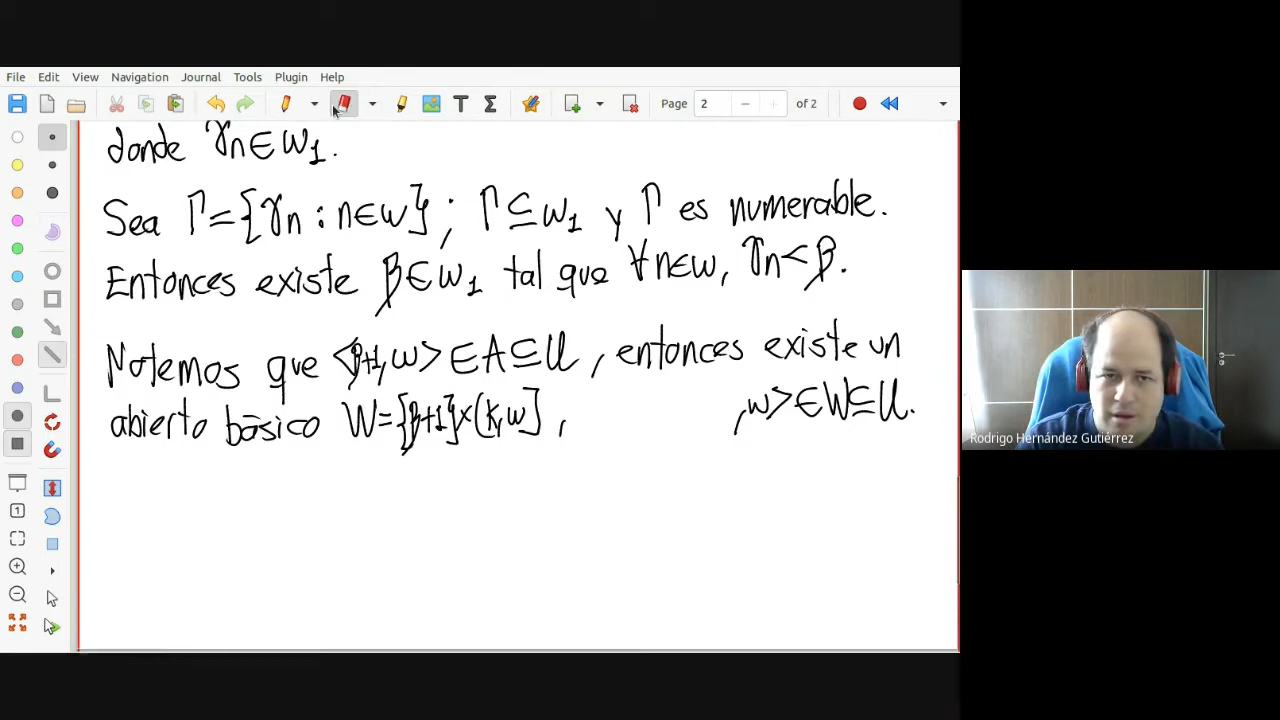 File Edit View Navigation Journal Tools Plugin Help
Page 2 of 2
donde γn∈ω1.
Sea Γ={γn : n∈ω} ; Γ⊆ω1 y Γ es numerable.
Entonces existe β∈ω1 tal que ∀n∈ω, γn<β.
Notemos que <β+1,ω>∈A⊆U, entonces existe un
abierto básico W={β+1}×(k,ω], ,ω>∈W⊆U.
1
Rodrigo Hernández Gutiérrez